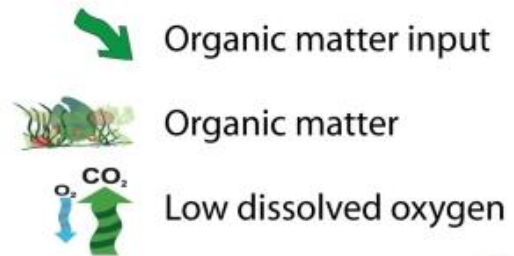 Organic matter input
Organic matter
O₂ CO₂
Low dissolved oxygen